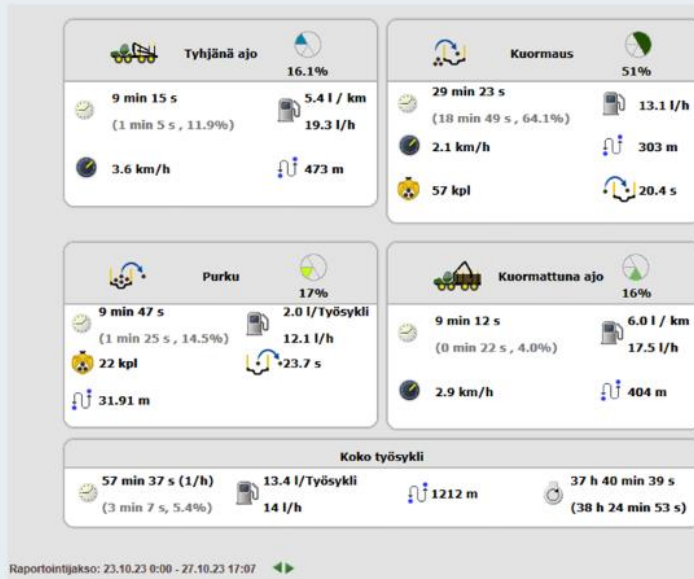 Tyhjänä ajo
16.1%
9 min 15 s
(1 min 5 s , 11.9%)
5.4 l / km
19.3 l/h
3.6 km/h
473 m
Kuormaus
51%
29 min 23 s
(18 min 49 s , 64.1%)
13.1 l/h
2.1 km/h
303 m
57 kpl
20.4 s
Purku
17%
9 min 47 s
(1 min 25 s , 14.5%)
2.0 l/Työsykli
12.1 l/h
22 kpl
23.7 s
31.91 m
Kuormattuna ajo
16%
9 min 12 s
(0 min 22 s , 4.0%)
6.0 l / km
17.5 l/h
2.9 km/h
404 m
Koko työsykli
57 min 37 s (1/h)
(3 min 7 s, 5.4%)
13.4 l/Työsykli
14 l/h
1212 m
37 h 40 min 39 s
(38 h 24 min 53 s)
Raportointijakso: 23.10.23 0:00 - 27.10.23 17:07